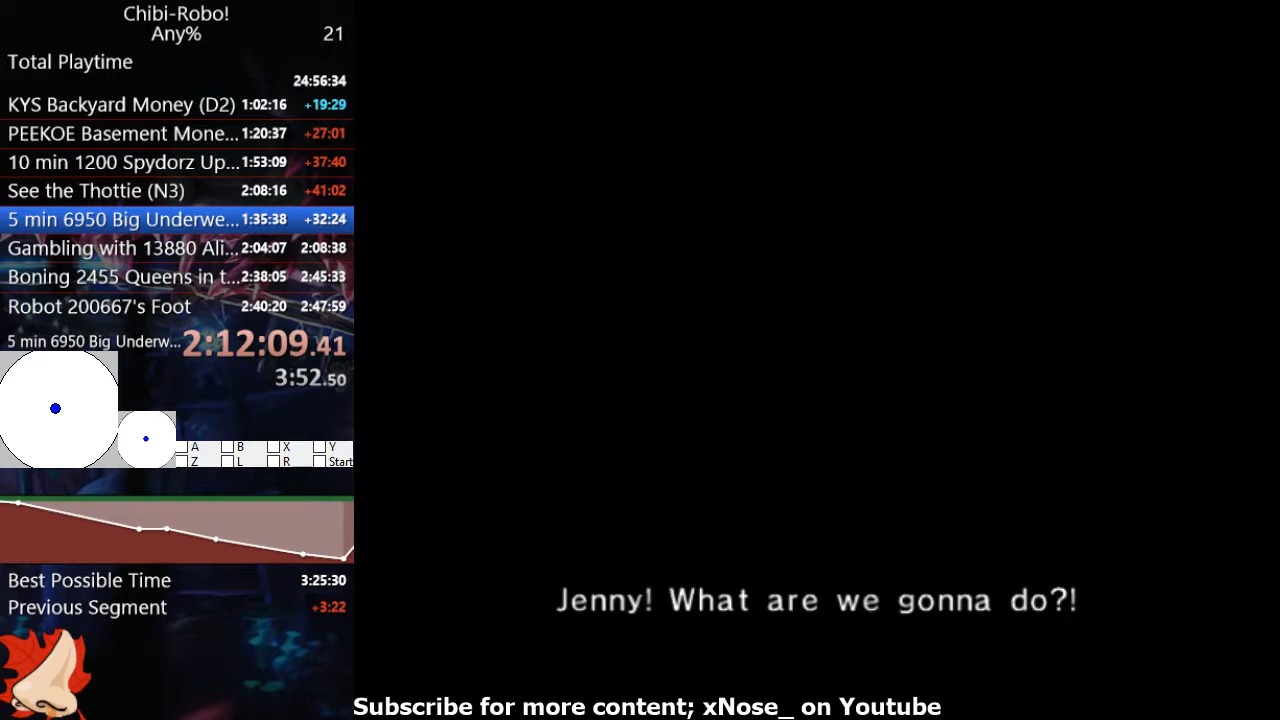 Chibi-Robo!
Any% 21
Total Playtime
24:56:34
KYS Backyard Money (D2) 1:02:16 +19:29
PEEKOE Basement Mone... 1:20:37 +27:01
10 min 1200 Spydorz Up... 1:53:09 +37:40
See the Thottie (N3) 2:08:16 +41:02
5 min 6950 Big Underwe... 1:35:38 +32:24
Gambling with 13880 Ali... 2:04:07 2:08:38
Boning 2455 Queens in t... 2:38:05 2:45:33
Robot 200667's Foot 2:40:20 2:47:59
5 min 6950 Big Underw... 2:12:09.41
3:52.50
A B X Y
Z L R Start
Best Possible Time 3:25:30
Previous Segment +3:22
Jenny! What are we gonna do?!
Subscribe for more content; xNose_ on Youtube